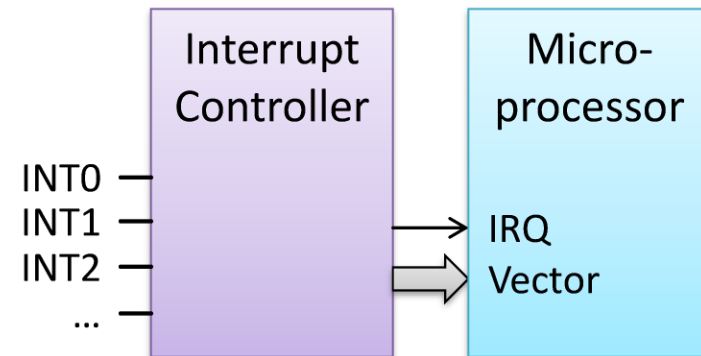 Interrupt
Controller
Micro-
processor
INT0
INT1
INT2
...
IRQ
Vector